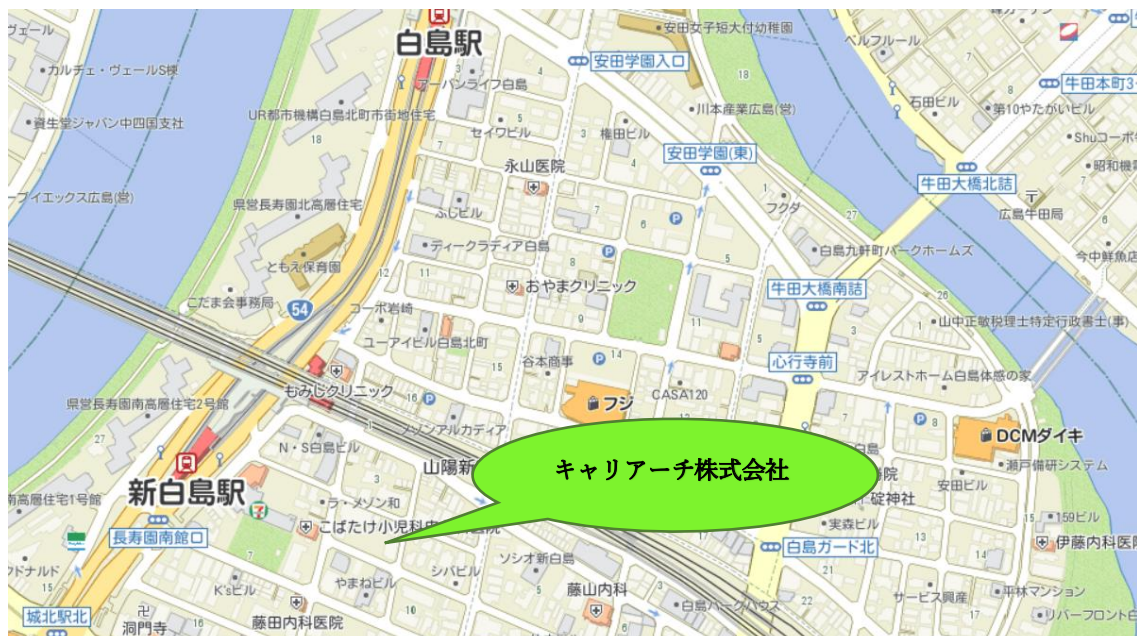 ヴェール
カルチェ・ヴェールS棟
資生堂ジャパン中四国支社
白島駅
アーバンライフ白島
UR都市機構白島北町市街地住宅
18
安田女子短大付幼稚園
安田学園入口
ベルフルール
牛田本町3
石田ビル
第10やたがいビル
川本産業広島(営)
18
セイワビル
権田ビル
安田学園(東)
Shuコーポ
昭和機
永山医院
牛田大橋北詰
広島牛田局
ブイエックス広島(営)
県営長寿園北高層住宅
ふじビル
フクダ
27
ディークラディア白島
白島九軒町パークホームズ
今中鮮魚店
ともえ保育園
おやまクリニック
牛田大橋南詰
26
こだま会事務局
54
コーポ岩崎
山中正敏税理士特定行政書士(事)
ユーアイビル白島北町
谷本商事
14
心行寺前
もみじクリニック
アイレストホーム白島体感の家
県営長寿園南高層住宅2号館
フジ
CASA120
メゾンアルカディア
DCMダイキ
N・S白島ビル
山陽新
キャリアーチ株式会社
白島
瀬戸備研システム
安田ビル
新白島駅
南高層住宅1号館
ラ・メゾン和
碇神社
159ビル
長寿園南館口
こばたけ小児科
実森ビル
伊藤内科医院
白島ガード北
ソシオ新白島
シバビル
やまねビル
K'sビル
ドナルド
藤山内科
サービス興産
平林マンション
白島パークハウス
城北駅北
洞門寺
藤田内科医院
リバーフロント白